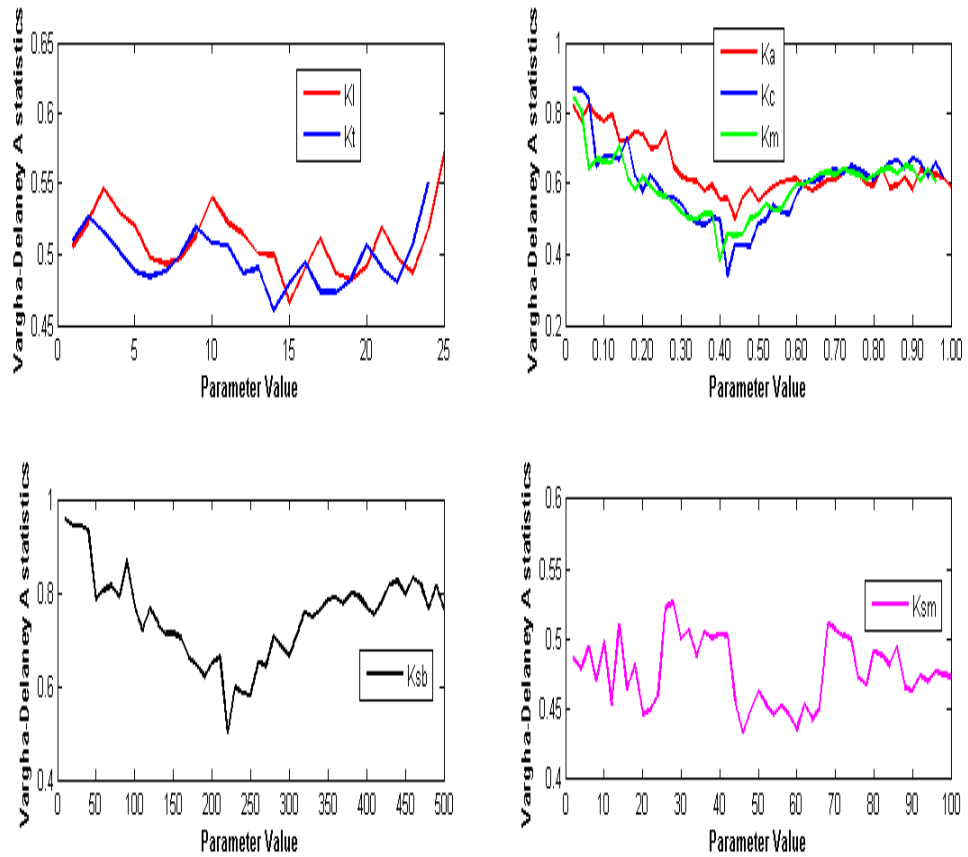 Vargha-Delaney A statistics
0.65
0.6
0.55
0.5
0.45
0 5 10 15 20 25
Parameter Value
Kl
Kt
Vargha-Delaney A statistics
1
0.8
0.6
0.4
0.2
0 0.10 0.20 0.30 0.40 0.50 0.60 0.70 0.80 0.90 1.00
Parameter Value
Ka
Kc
Km
Vargha-Delaney A statistics
1
0.8
0.6
0.4
0 50 100 150 200 250 300 350 400 450 500
Parameter Value
Ksb
Vargha-Delaney A statistics
0.6
0.55
0.5
0.45
0.4
0 10 20 30 40 50 60 70 80 90 100
Parameter Value
Ksm